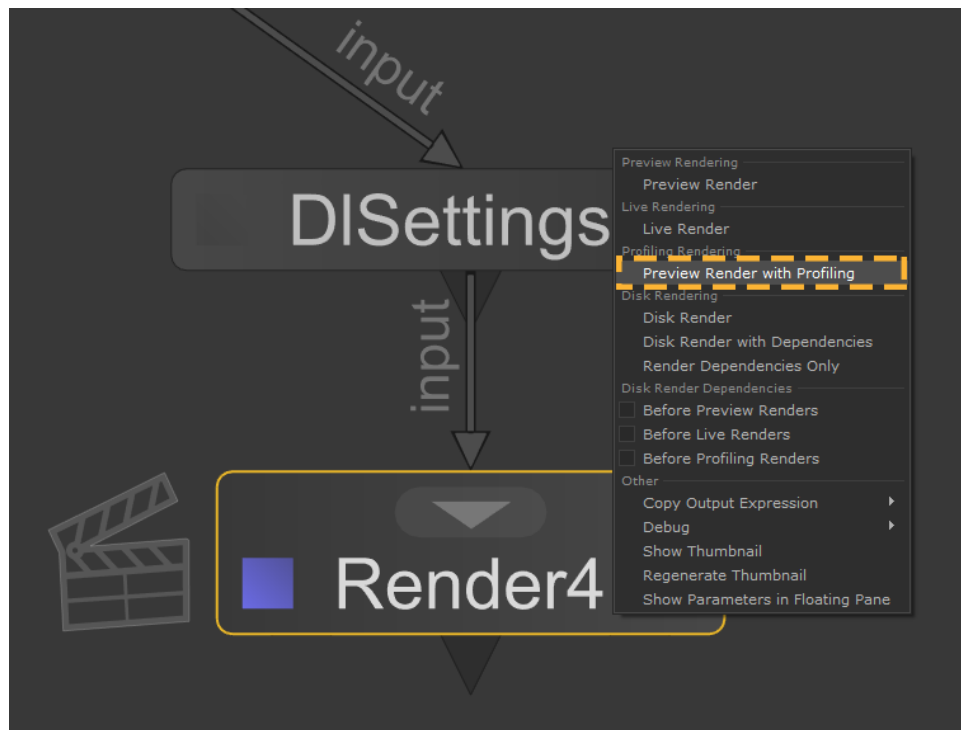 input
DlSettings
input
Render4
Preview Rendering
Preview Render
Live Rendering
Live Render
Profiling Rendering
Preview Render with Profiling
Disk Rendering
Disk Render
Disk Render with Dependencies
Render Dependencies Only
Disk Render Dependencies
Before Preview Renders
Before Live Renders
Before Profiling Renders
Other
Copy Output Expression
Debug
Show Thumbnail
Regenerate Thumbnail
Show Parameters in Floating Pane